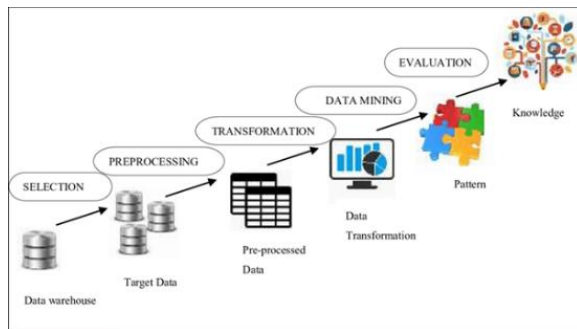 EVALUATION
Knowledge
DATA MINING
Pattern
TRANSFORMATION
Data
Transformation
PREPROCESSING
Pre-processed
Data
SELECTION
Target Data
Data warehouse